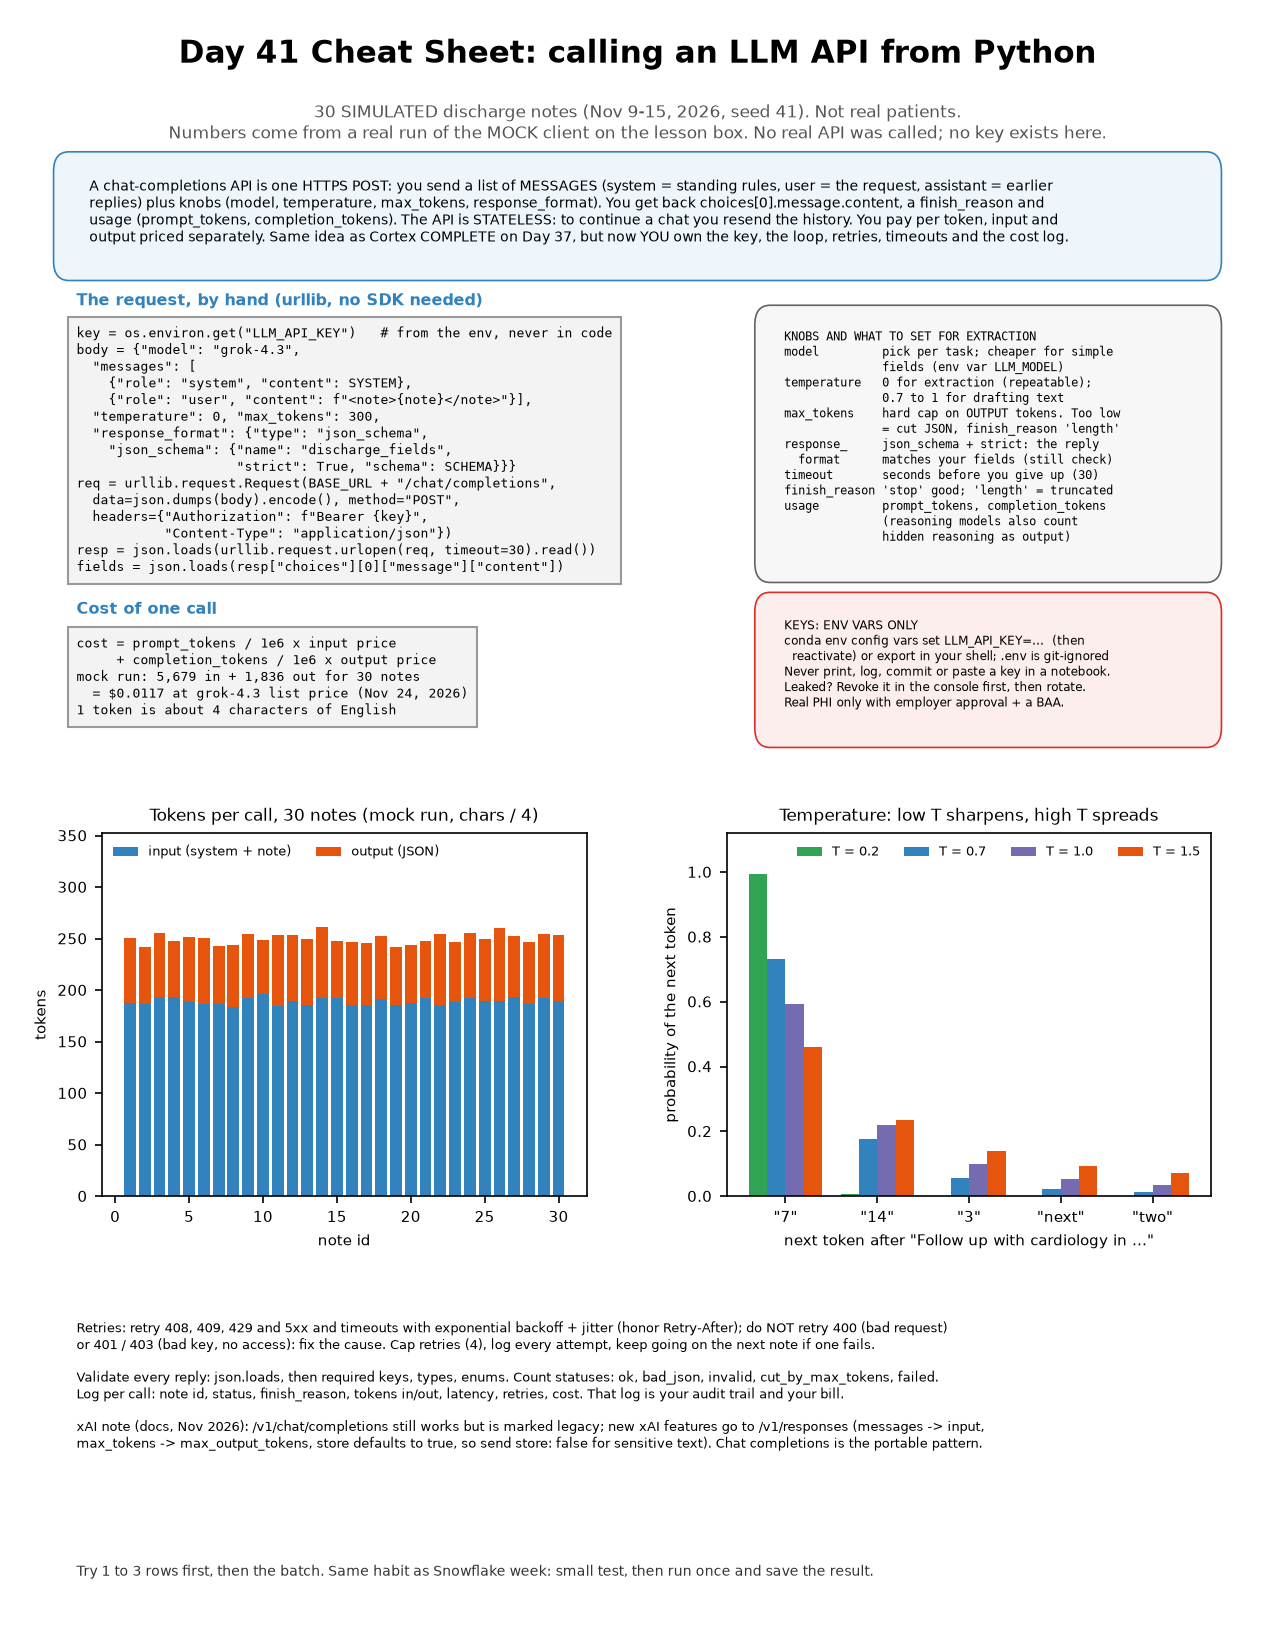 Day 41 Cheat Sheet: calling an LLM API from Python
30 SIMULATED discharge notes (Nov 9-15, 2026, seed 41). Not real patients.
Numbers come from a real run of the MOCK client on the lesson box. No real API was called; no key exists here.
A chat-completions API is one HTTPS POST: you send a list of MESSAGES (system = standing rules, user = the request, assistant = earlier
replies) plus knobs (model, temperature, max_tokens, response_format). You get back choices[0].message.content, a finish_reason and
usage (prompt_tokens, completion_tokens). The API is STATELESS: to continue a chat you resend the history. You pay per token, input and
output priced separately. Same idea as Cortex COMPLETE on Day 37, but now YOU own the key, the loop, retries, timeouts and the cost log.
The request, by hand (urllib, no SDK needed)
key = os.environ.get("LLM_API_KEY")   # from the env, never in code
body = {"model": "grok-4.3",
  "messages": [
    {"role": "system", "content": SYSTEM},
    {"role": "user", "content": f"<note>{note}</note>"}],
  "temperature": 0, "max_tokens": 300,
  "response_format": {"type": "json_schema",
    "json_schema": {"name": "discharge_fields",
                    "strict": True, "schema": SCHEMA}}}
req = urllib.request.Request(BASE_URL + "/chat/completions",
  data=json.dumps(body).encode(), method="POST",
  headers={"Authorization": f"Bearer {key}",
           "Content-Type": "application/json"})
resp = json.loads(urllib.request.urlopen(req, timeout=30).read())
fields = json.loads(resp["choices"][0]["message"]["content"])
KNOBS AND WHAT TO SET FOR EXTRACTION
model         pick per task; cheaper for simple
              fields (env var LLM_MODEL)
temperature   0 for extraction (repeatable);
              0.7 to 1 for drafting text
max_tokens    hard cap on OUTPUT tokens. Too low
              = cut JSON, finish_reason 'length'
response_     json_schema + strict: the reply
  format      matches your fields (still check)
timeout       seconds before you give up (30)
finish_reason 'stop' good; 'length' = truncated
usage         prompt_tokens, completion_tokens
              (reasoning models also count
              hidden reasoning as output)
Cost of one call
cost = prompt_tokens / 1e6 x input price
     + completion_tokens / 1e6 x output price
mock run: 5,679 in + 1,836 out for 30 notes
  = $0.0117 at grok-4.3 list price (Nov 24, 2026)
1 token is about 4 characters of English
KEYS: ENV VARS ONLY
conda env config vars set LLM_API_KEY=... (then
  reactivate) or export in your shell; .env is git-ignored
Never print, log, commit or paste a key in a notebook.
Leaked? Revoke it in the console first, then rotate.
Real PHI only with employer approval + a BAA.
Tokens per call, 30 notes (mock run, chars / 4)
input (system + note)   output (JSON)
350
300
250
200
150
100
50
0
tokens
0 5 10 15 20 25 30
note id
Temperature: low T sharpens, high T spreads
T = 0.2   T = 0.7   T = 1.0   T = 1.5
1.0
0.8
0.6
0.4
0.2
0.0
probability of the next token
"7" "14" "3" "next" "two"
next token after "Follow up with cardiology in ..."
Retries: retry 408, 409, 429 and 5xx and timeouts with exponential backoff + jitter (honor Retry-After); do NOT retry 400 (bad request)
or 401 / 403 (bad key, no access): fix the cause. Cap retries (4), log every attempt, keep going on the next note if one fails.
Validate every reply: json.loads, then required keys, types, enums. Count statuses: ok, bad_json, invalid, cut_by_max_tokens, failed.
Log per call: note id, status, finish_reason, tokens in/out, latency, retries, cost. That log is your audit trail and your bill.
xAI note (docs, Nov 2026): /v1/chat/completions still works but is marked legacy; new xAI features go to /v1/responses (messages -> input,
max_tokens -> max_output_tokens, store defaults to true, so send store: false for sensitive text). Chat completions is the portable pattern.
Try 1 to 3 rows first, then the batch. Same habit as Snowflake week: small test, then run once and save the result.